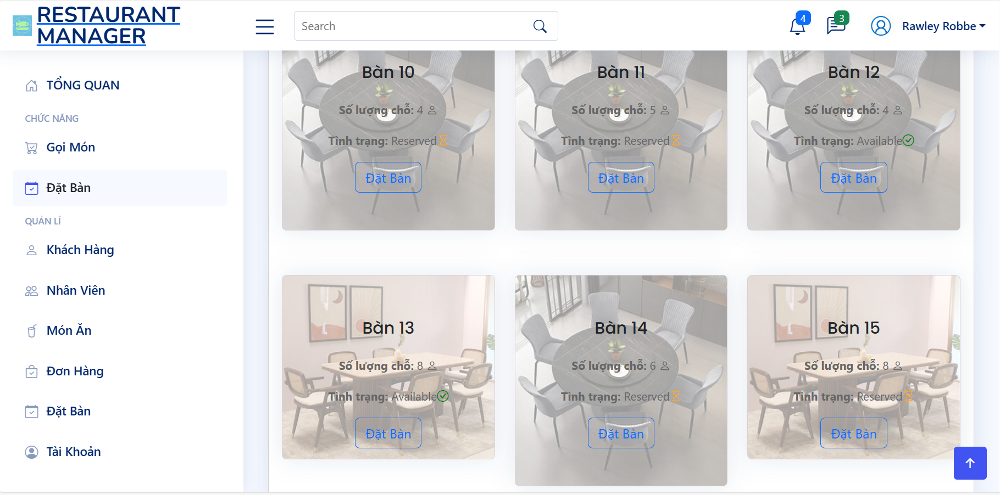 RESTAURANT
MANAGER
Search
4
3
Rawley Robbe
TỔNG QUAN
CHỨC NĂNG
Gọi Món
Đặt Bàn
QUẢN LÍ
Khách Hàng
Nhân Viên
Món Ăn
Đơn Hàng
Đặt Bàn
Tài Khoản
Bàn 10
Số lượng chỗ: 4
Tình trạng: Reserved
Đặt Bàn
Bàn 11
Số lượng chỗ: 5
Tình trạng: Reserved
Đặt Bàn
Bàn 12
Số lượng chỗ: 4
Tình trạng: Available
Đặt Bàn
Bàn 13
Số lượng chỗ: 8
Tình trạng: Available
Đặt Bàn
Bàn 14
Số lượng chỗ: 6
Tình trạng: Reserved
Đặt Bàn
Bàn 15
Số lượng chỗ: 8
Tình trạng: Reserved
Đặt Bàn